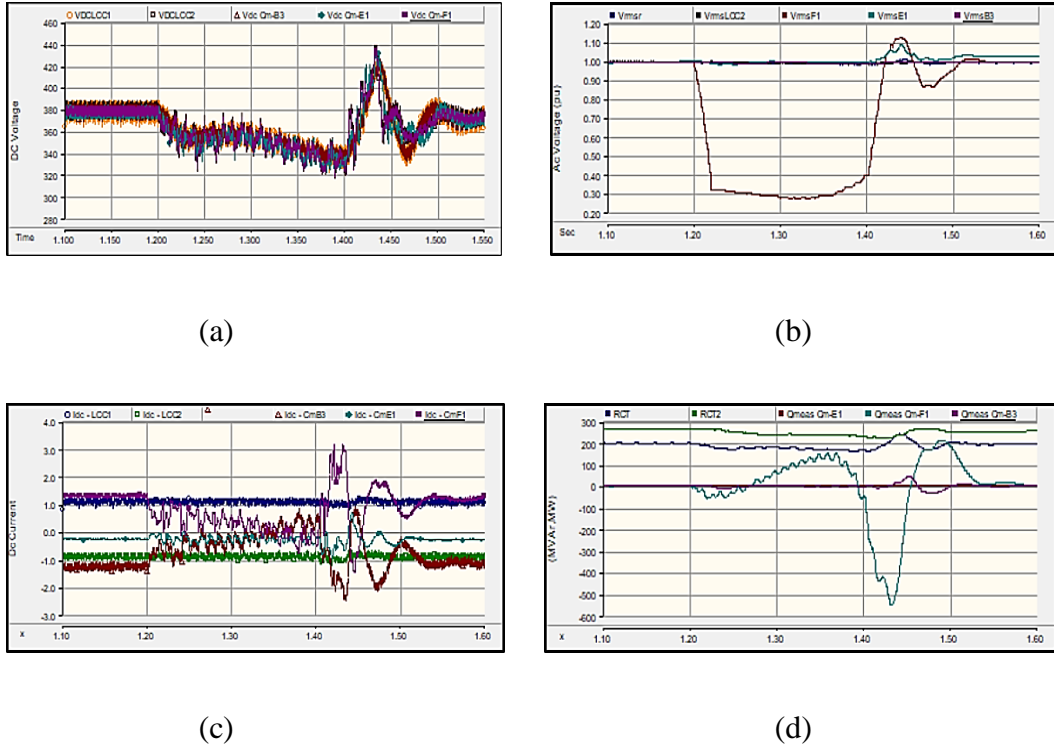 VDCLCC1 VDCLCC2 Vdc Qm-B3 Vdc Qm-E1 Vdc Qm-F1
DC Voltage
460
440
420
400
380
360
340
320
300
280
Time 1.100 1.150 1.200 1.250 1.300 1.350 1.400 1.450 1.500 1.550
Vrmsr VrmsLCC2 VrmsF1 VrmsE1 VrmsB3
Ac Voltage (pu)
1.20
1.10
1.00
0.90
0.80
0.70
0.60
0.50
0.40
0.30
0.20
Sec 1.10 1.20 1.30 1.40 1.50 1.60
(a)
(b)
Idc - LCC1 Idc - LCC2 Idc - CmB3 Idc - CmE1 Idc - CmF1
Dc Current
4.0
3.0
2.0
1.0
0.0
-1.0
-2.0
-3.0
x 1.10 1.20 1.30 1.40 1.50 1.60
RCT RCT2 Qmeas Qm-E1 Qmeas Qm-F1 Qmeas Qm-B3
(MVAr.MW)
300
200
100
0
-100
-200
-300
-400
-500
-600
x 1.10 1.20 1.30 1.40 1.50 1.60
(c)
(d)